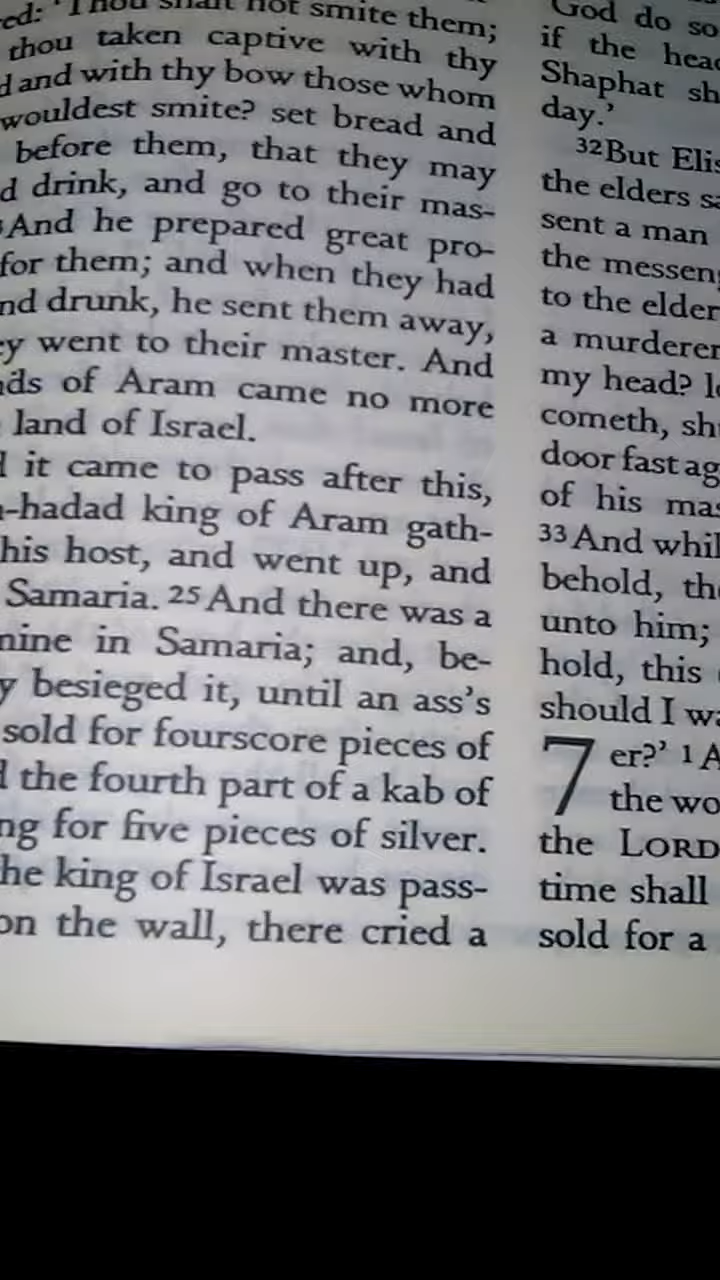 ed: 'Thou shalt not smite them;
thou taken captive with thy
d and with thy bow those whom
wouldest smite? set bread and
before them, that they may
d drink, and go to their mas-
And he prepared great pro-
for them; and when they had
nd drunk, he sent them away,
ey went to their master. And
ds of Aram came no more
land of Israel.
it came to pass after this,
-hadad king of Aram gath-
his host, and went up, and
Samaria. 25 And there was a
mine in Samaria; and, be-
y besieged it, until an ass's
sold for fourscore pieces of
the fourth part of a kab of
ng for five pieces of silver.
he king of Israel was pass-
on the wall, there cried a
God do so
if the head
Shaphat sh
day.'
32 But Elis
the elders sa
sent a man
the messeng
to the elder
a murderer
my head? lo
cometh, shu
door fast ag
of his mas
33 And whil
behold, the
unto him;
hold, this
should I wa
7 er?' 1 A
the wo
the LORD
time shall
sold for a